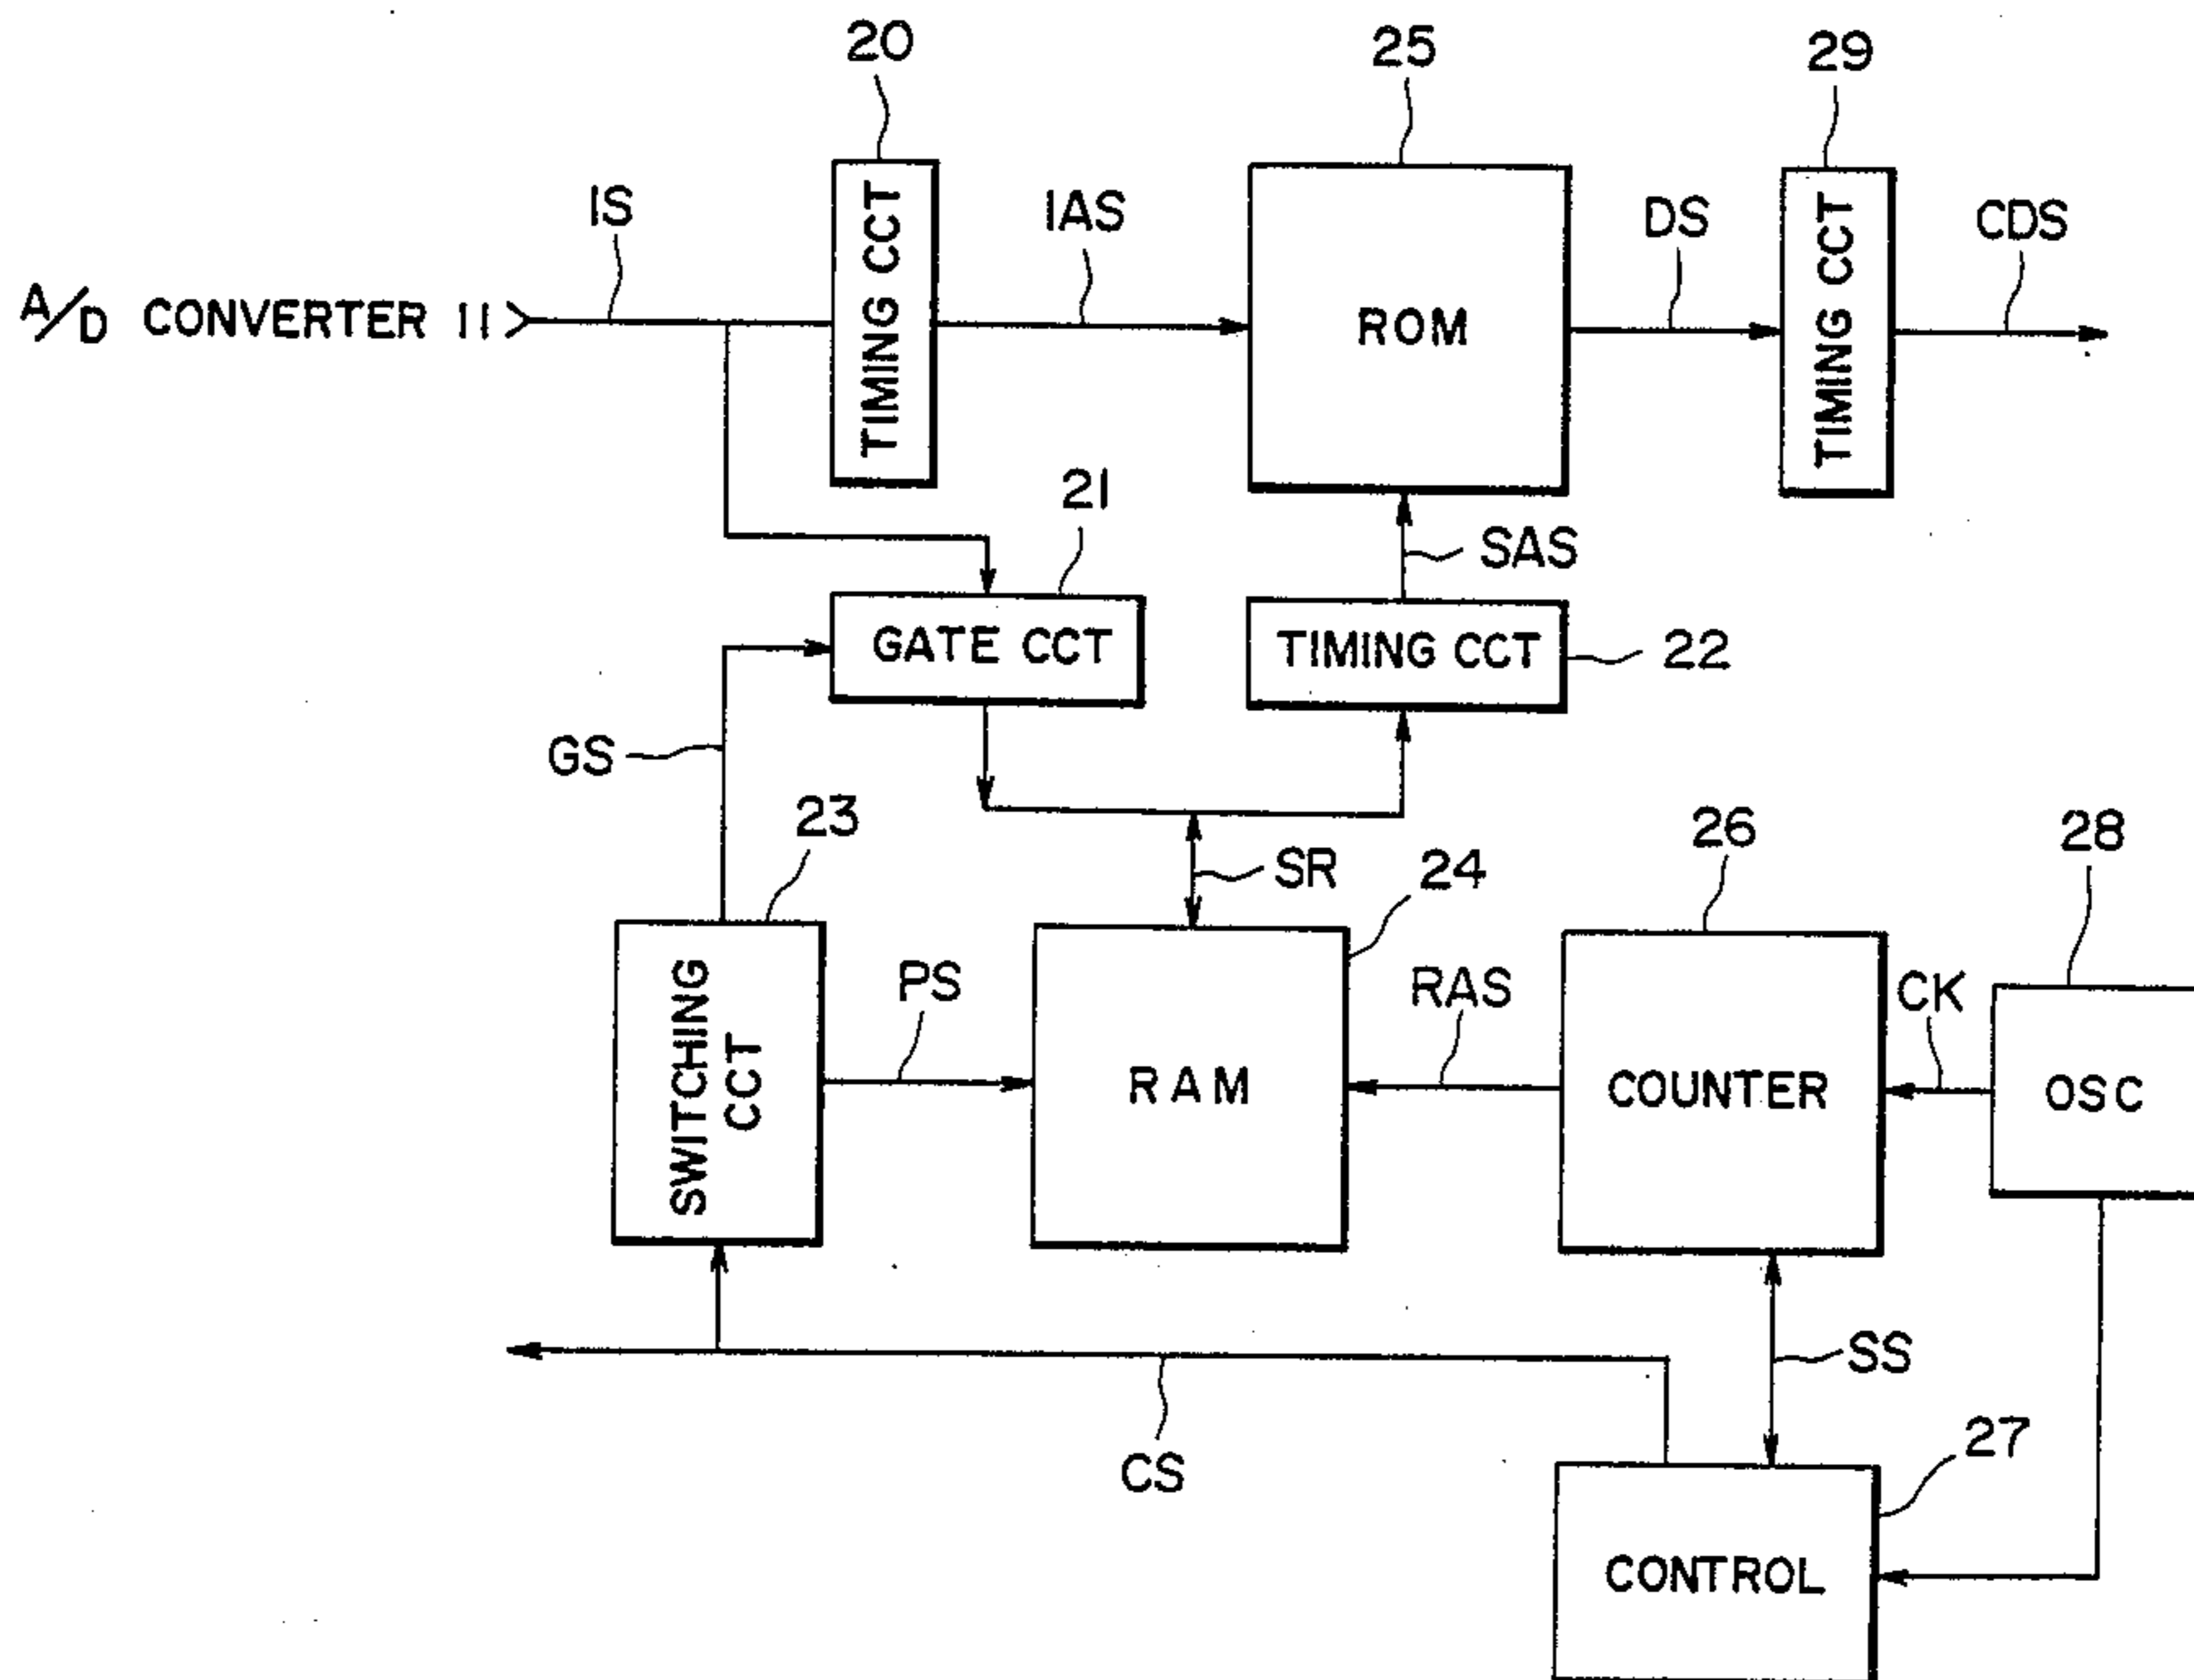 20
25
29
IS
IAS
DS
CDS
A/D CONVERTER 11
TIMING CCT
ROM
TIMING CCT
21
SAS
GATE CCT
TIMING CCT
22
GS
23
SR
24
26
28
PS
RAS
CK
SWITCHING
CCT
RAM
COUNTER
OSC
SS
CS
27
CONTROL